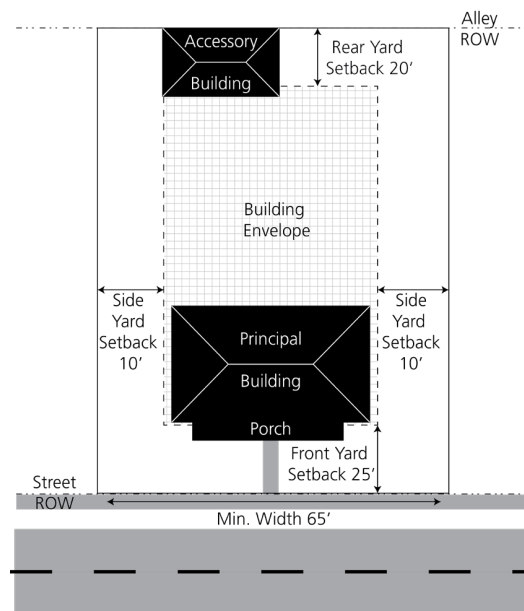 Alley
ROW
Accessory
Building
Rear Yard
Setback 20’
Building
Envelope
Side
Yard
Setback
10’
Side
Yard
Setback
10’
Principal
Building
Porch
Front Yard
Setback 25’
Street
ROW
Min. Width 65’